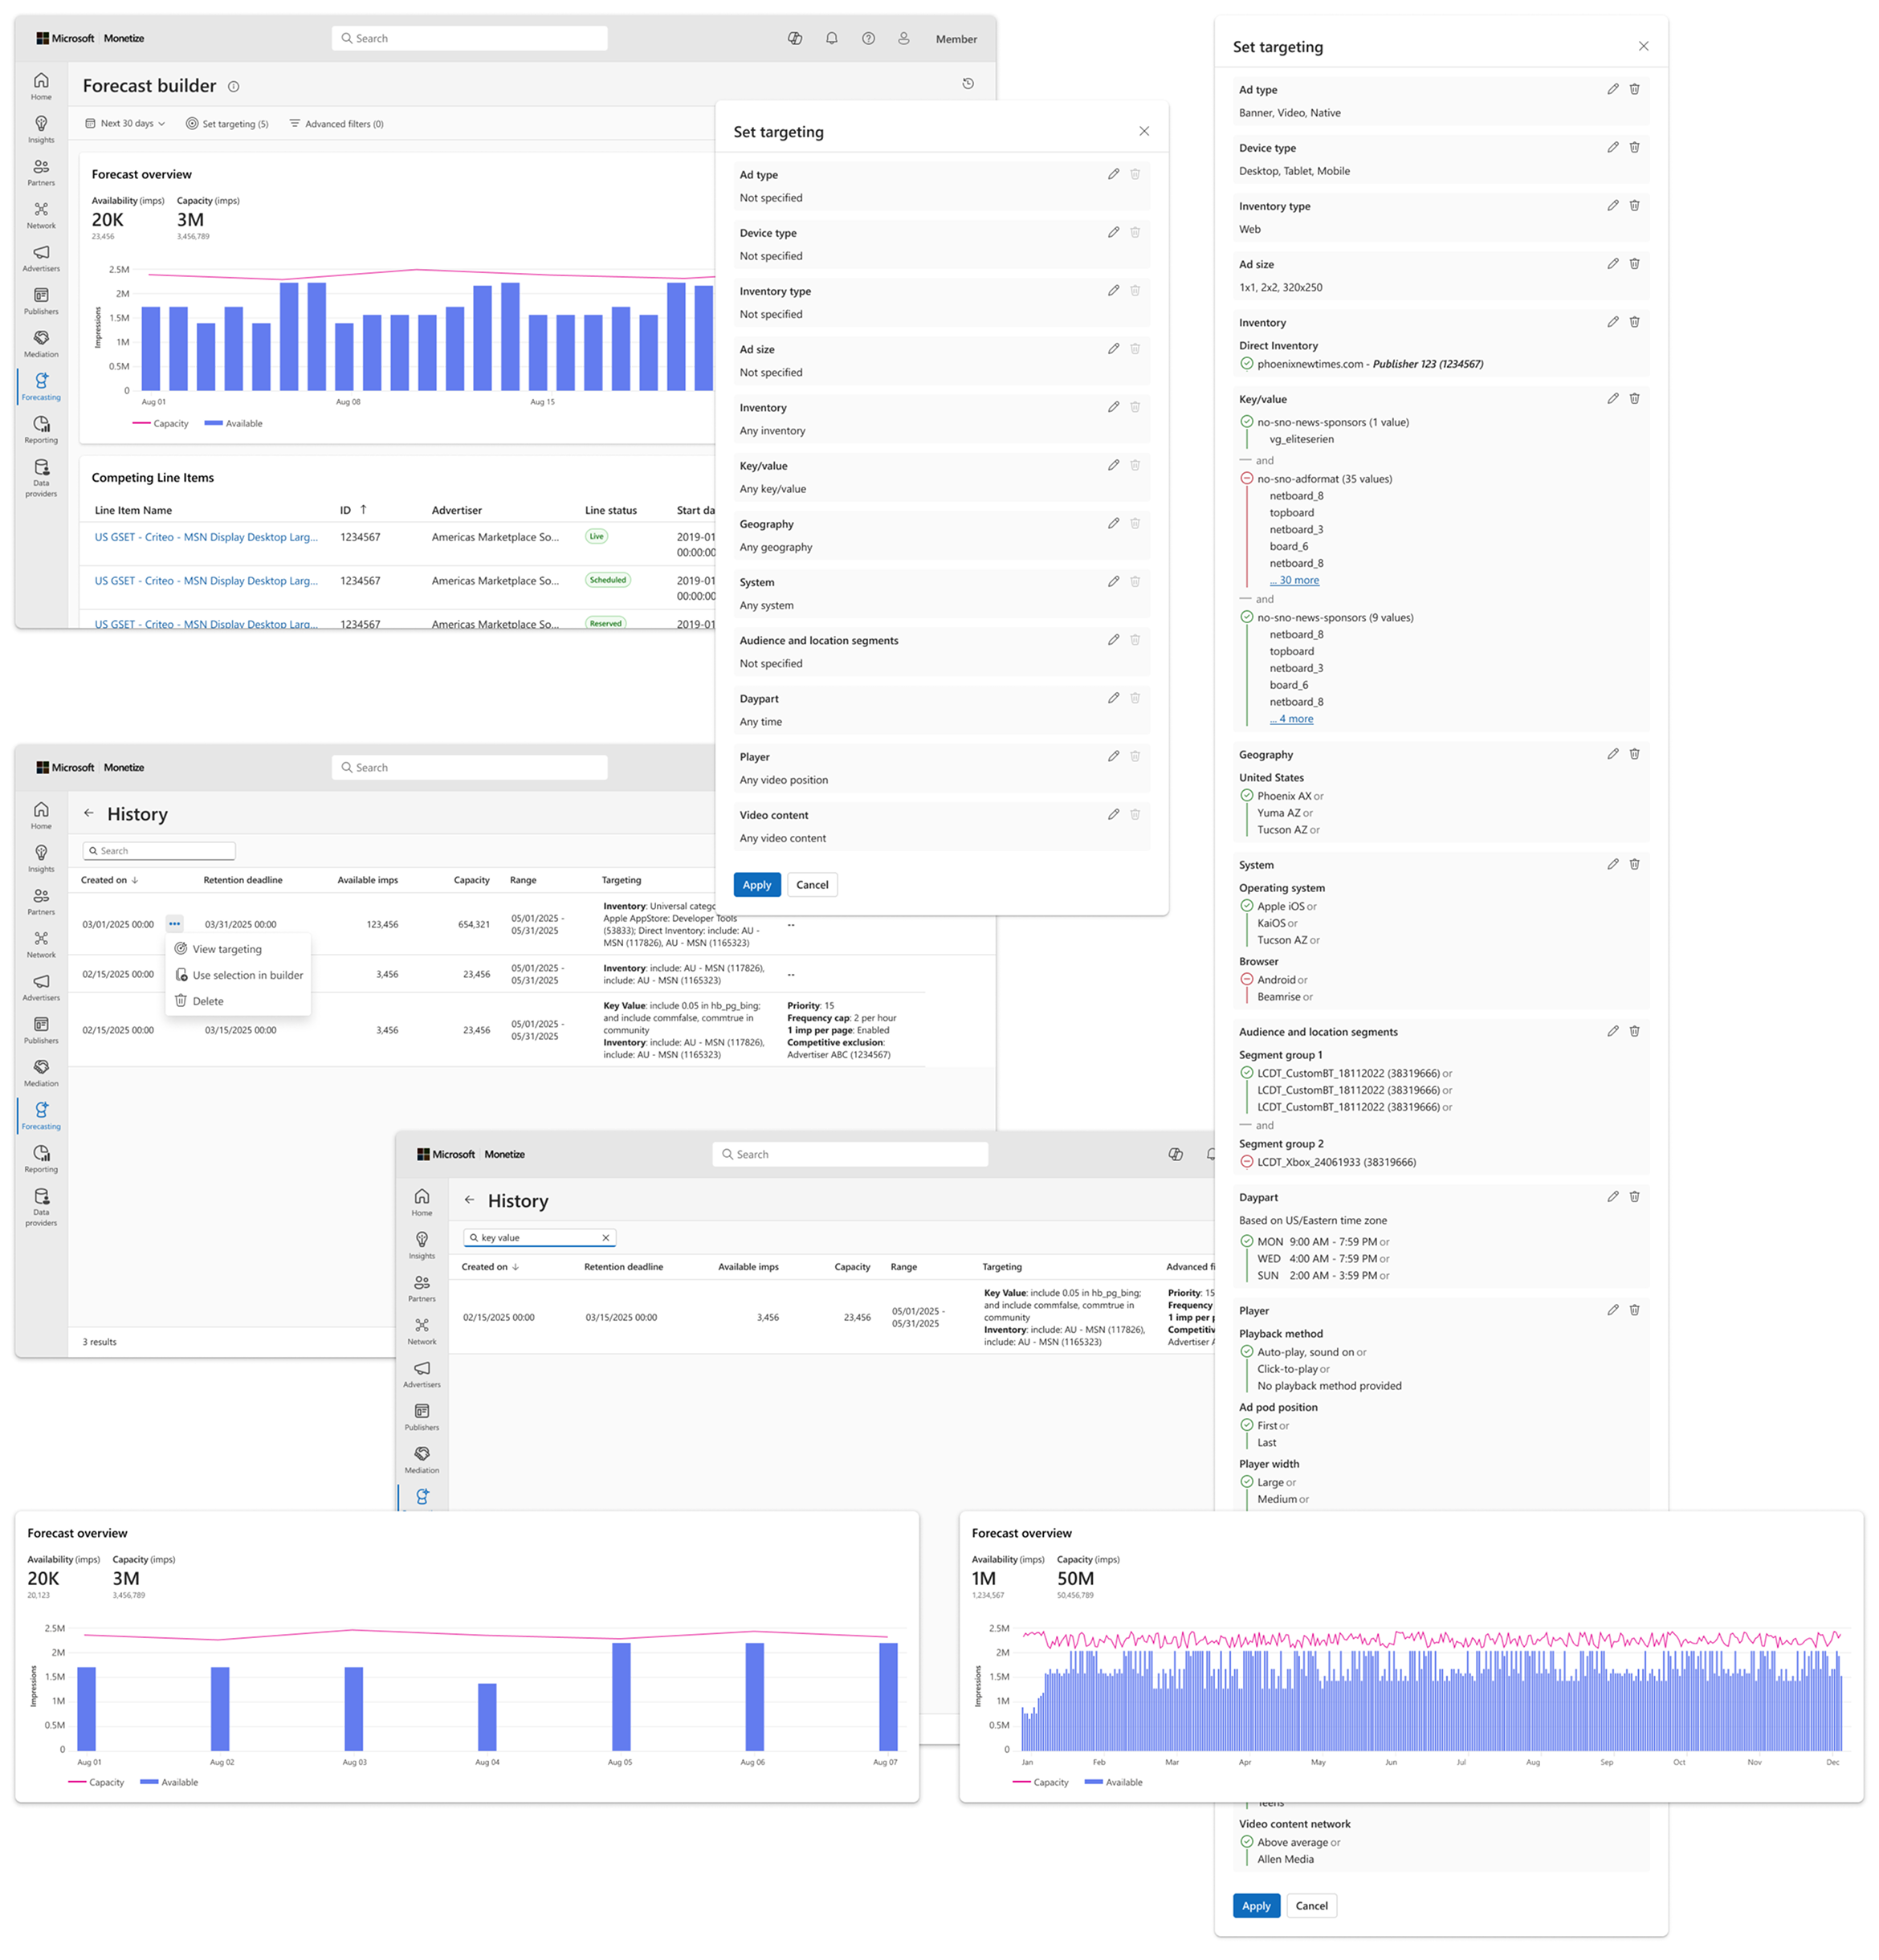 Microsoft | Monetize
Search
Member
Home
Insights
Partners
Network
Advertisers
Publishers
Mediation
Forecasting
Reporting
Data
providers
Forecast builder
Next 30 days
Set targeting (5)
Advanced filters (0)
Forecast overview
Availability (imps) Capacity (imps)
20K 3M
23,456 3,456,789
Impressions
2.5M
2M
1.5M
1M
0.5M
0
Aug 01 Aug 08 Aug 15
Capacity Available
Competing Line Items
Line Item Name ID Advertiser Line status Start da
US GSET - Criteo - MSN Display Desktop Larg... 1234567 Americas Marketplace So... Live 2019-01
00:00:00
US GSET - Criteo - MSN Display Desktop Larg... 1234567 Americas Marketplace So... Scheduled 2019-01
00:00:00
US GSET - Criteo - MSN Display Desktop Larg... 1234567 Americas Marketplace So... Reserved 2019-01
Set targeting
Ad type
Not specified
Device type
Not specified
Inventory type
Not specified
Ad size
Not specified
Inventory
Any inventory
Key/value
Any key/value
Geography
Any geography
System
Any system
Audience and location segments
Not specified
Daypart
Any time
Player
Any video position
Video content
Any video content
Apply Cancel
Set targeting
Ad type
Banner, Video, Native
Device type
Desktop, Tablet, Mobile
Inventory type
Web
Ad size
1x1, 2x2, 320x250
Inventory
Direct Inventory
phoenixnewtimes.com - Publisher 123 (1234567)
Key/value
no-sno-news-sponsors (1 value)
vg_eliteserien
and
no-sno-adformat (35 values)
netboard_8
topboard
netboard_3
board_6
netboard_8
... 30 more
and
no-sno-news-sponsors (9 values)
netboard_8
topboard
netboard_3
board_6
netboard_8
... 4 more
Geography
United States
Phoenix AX or
Yuma AZ or
Tucson AZ or
System
Operating system
Apple iOS or
KaiOS or
Tucson AZ or
Browser
Android or
Beamrise or
Audience and location segments
Segment group 1
LCDT_CustomBT_18112022 (38319666) or
LCDT_CustomBT_18112022 (38319666) or
LCDT_CustomBT_18112022 (38319666) or
and
Segment group 2
LCDT_Xbox_24061933 (38319666)
Daypart
Based on US/Eastern time zone
MON 9:00 AM - 7:59 PM or
WED 4:00 AM - 7:59 PM or
SUN 2:00 AM - 3:59 PM or
Player
Playback method
Auto-play, sound on or
Click-to-play or
No playback method provided
Ad pod position
First or
Last
Player width
Large or
Medium or
Teens
Video content network
Above average or
Allen Media
Apply Cancel
Microsoft | Monetize
Search
Home
Insights
Partners
Network
Advertisers
Publishers
Mediation
Forecasting
Reporting
Data
providers
History
Search
Created on Retention deadline Available imps Capacity Range Targeting
03/01/2025 00:00 ••• 03/31/2025 00:00 123,456 654,321 05/01/2025 -
05/31/2025
Inventory: Universal catego
Apple AppStore: Developer Tools
(53833); Direct Inventory: include: AU -
MSN (117826), AU - MSN (1165323)
--
View targeting
Use selection in builder
Delete
02/15/2025 00:00 3,456 23,456 05/01/2025 -
05/31/2025
Inventory: include: AU - MSN (117826),
include: AU - MSN (1165323)
--
02/15/2025 00:00 03/15/2025 00:00 3,456 23,456 05/01/2025 -
05/31/2025
Key Value: include 0.05 in hb_pg_bing;
and include commfalse, commtrue in
community
Inventory: include: AU - MSN (117826),
include: AU - MSN (1165323)
Priority: 15
Frequency cap: 2 per hour
1 imp per page: Enabled
Competitive exclusion:
Advertiser ABC (1234567)
3 results
Microsoft | Monetize
Search
Home
Insights
Partners
Network
Advertisers
Publishers
Mediation
History
key value
Created on Retention deadline Available imps Capacity Range Targeting Advanced fi
02/15/2025 00:00 03/15/2025 00:00 3,456 23,456 05/01/2025 -
05/31/2025
Key Value: include 0.05 in hb_pg_bing;
and include commfalse, commtrue in
community
Inventory: include: AU - MSN (117826),
include: AU - MSN (1165323)
Priority: 15
Frequency
1 imp per p
Competitiv
Advertiser A
Forecast overview
Availability (imps) Capacity (imps)
20K 3M
20,123 3,456,789
Impressions
2.5M
2M
1.5M
1M
0.5M
0
Aug 01 Aug 02 Aug 03 Aug 04 Aug 05 Aug 06 Aug 07
Capacity Available
Forecast overview
Availability (imps) Capacity (imps)
1M 50M
1,234,567 50,456,789
Impressions
2.5M
2M
1.5M
1M
0.5M
0
Jan Feb Mar Apr May Jun Jul Aug Sep Oct Nov Dec
Capacity Available